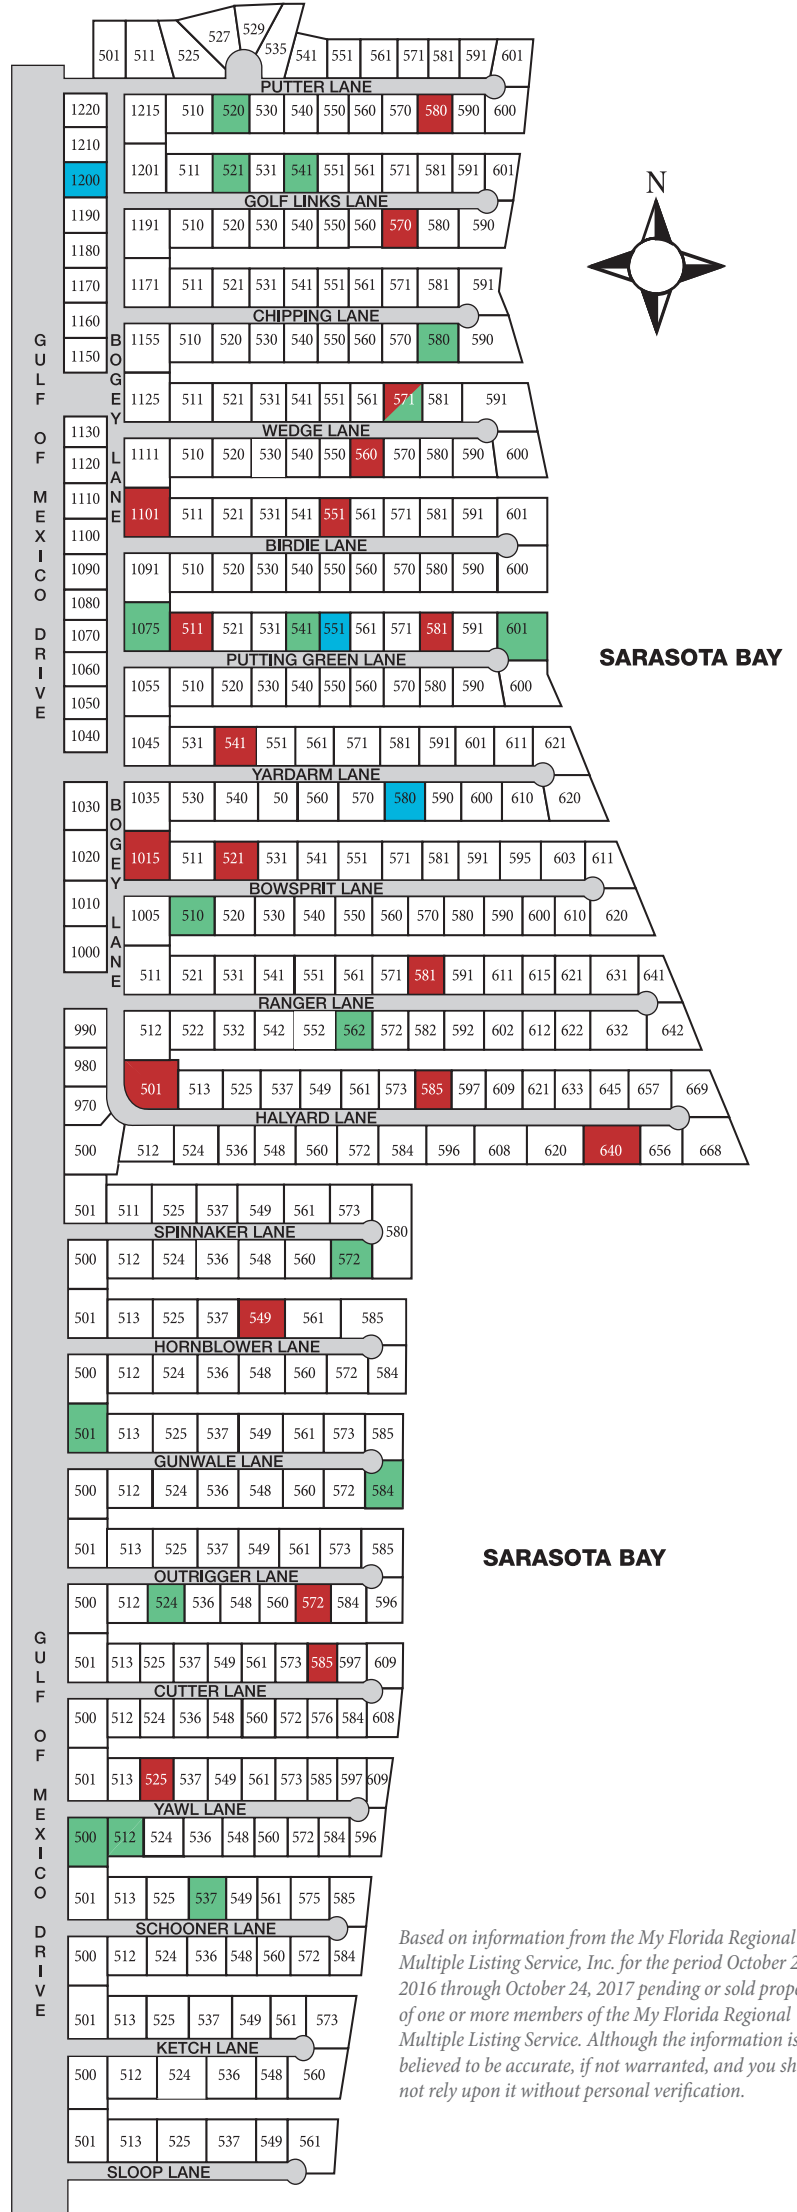 501 511 525 527 529 535 541 551 561 571 581 591 601
PUTTER LANE
1220 1215 510 520 530 540 550 560 570 580 590 600
1210
1200 1201 511 521 531 541 551 561 571 581 591 601
GOLF LINKS LANE
1190 1191 510 520 530 540 550 560 570 580 590
1180
1170 1171 511 521 531 541 551 561 571 581 591
CHIPPING LANE
1160
1150 1155 510 520 530 540 550 560 570 580 590
1125 511 521 531 541 551 561 571 581 591
WEDGE LANE
1130
1120 1111 510 520 530 540 550 560 570 580 590 600
1110 1101 511 521 531 541 551 561 571 581 591 601
1100
BIRDIE LANE
1090 1091 510 520 530 540 550 560 570 580 590 600
1080
1070 1075 511 521 531 541 551 561 571 581 591 601
PUTTING GREEN LANE
1060
1050 1055 510 520 530 540 550 560 570 580 590 600
1040 1045 531 541 551 561 571 581 591 601 611 621
YARDARM LANE
1030 1035 530 540 50 560 570 580 590 600 610 620
1020 1015 511 521 531 541 551 571 581 591 595 603 611
BOWSPRIT LANE
1010 1005 510 520 530 540 550 560 570 580 590 600 610 620
1000
511 521 531 541 551 561 571 581 591 611 615 621 631 641
RANGER LANE
990 512 522 532 542 552 562 572 582 592 602 612 622 632 642
980
970 501 513 525 537 549 561 573 585 597 609 621 633 645 657 669
HALYARD LANE
500 512 524 536 548 560 572 584 596 608 620 640 656 668
501 511 525 537 549 561 573 580
SPINNAKER LANE
500 512 524 536 548 560 572
501 513 525 537 549 561 585
HORNBLOWER LANE
500 512 524 536 548 560 572 584
501 513 525 537 549 561 573 585
GUNWALE LANE
500 512 524 536 548 560 572 584
501 513 525 537 549 561 573 585
OUTRIGGER LANE
500 512 524 536 548 560 572 584 596
501 513 525 537 549 561 573 585 597 609
CUTTER LANE
500 512 524 536 548 560 572 576 584 608
501 513 525 537 549 561 573 585 597 609
YAWL LANE
500 512 524 536 548 560 572 584 596
501 513 525 537 549 561 575 585
SCHOONER LANE
500 512 524 536 548 560 572 584
501 513 525 537 549 561 573
KETCH LANE
500 512 524 536 548 560
501 513 525 537 549 561
SLOOP LANE
GULF OF MEXICO DRIVE
BOGEY LANE
BOGEY LANE
GULF OF MEXICO DRIVE
N
SARASOTA BAY
SARASOTA BAY
Based on information from the My Florida Regional
Multiple Listing Service, Inc. for the period October 2
2016 through October 24, 2017 pending or sold prope
of one or more members of the My Florida Regional
Multiple Listing Service. Although the information is
believed to be accurate, if not warranted, and you sh
not rely upon it without personal verification.